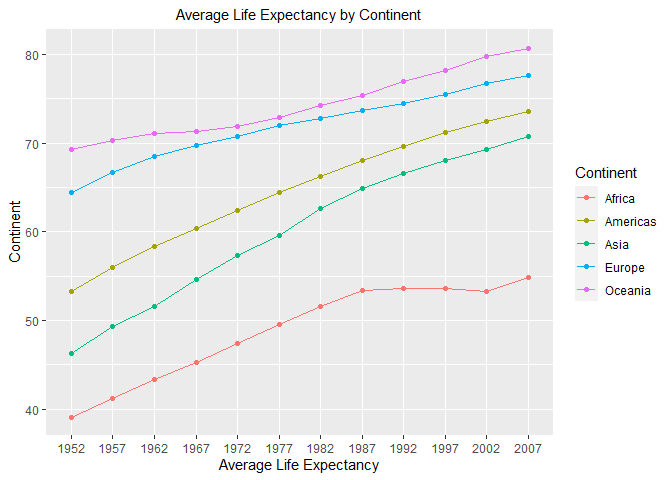 Average Life Expectancy by Continent
80
70
60
50
40
Continent
1952 1957 1962 1967 1972 1977 1982 1987 1992 1997 2002 2007
Average Life Expectancy
Continent
Africa
Americas
Asia
Europe
Oceania